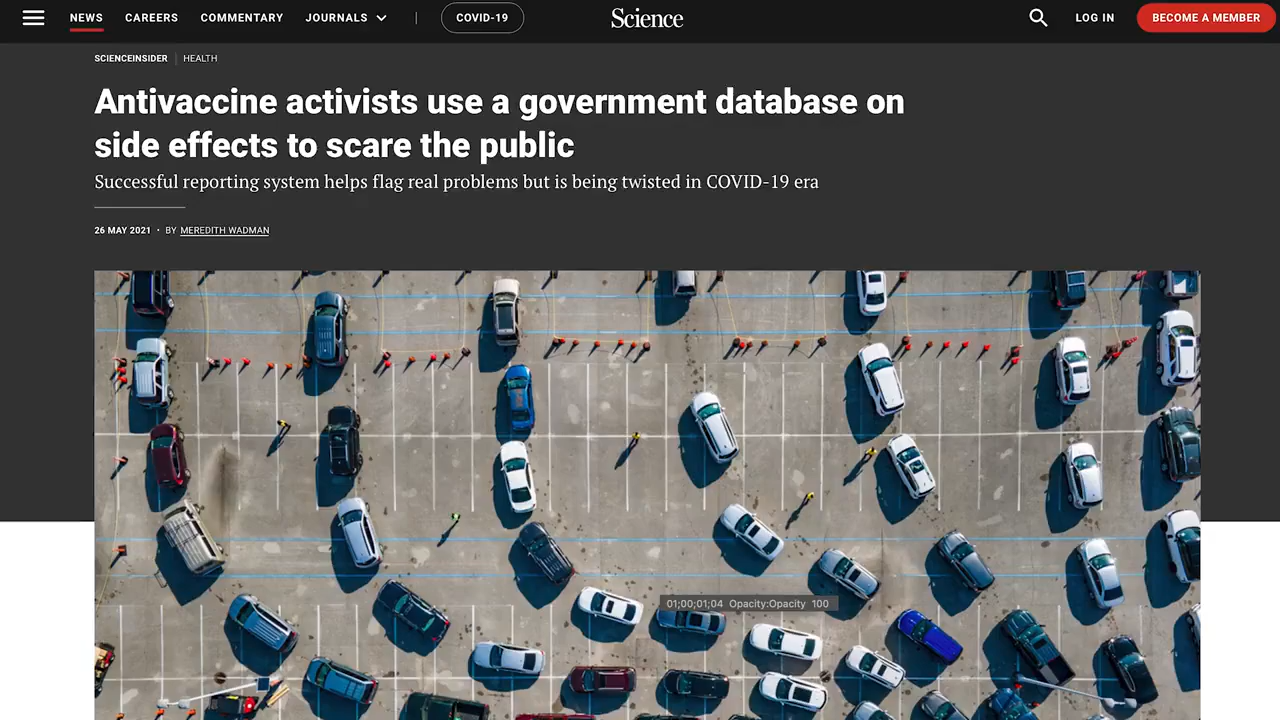 NEWS CAREERS COMMENTARY JOURNALS COVID-19 Science LOG IN BECOME A MEMBER
SCIENCEINSIDER HEALTH
Antivaccine activists use a government database on
side effects to scare the public
Successful reporting system helps flag real problems but is being twisted in COVID-19 era
26 MAY 2021 • BY MEREDITH WADMAN
01;00;01;04 Opacity:Opacity 100